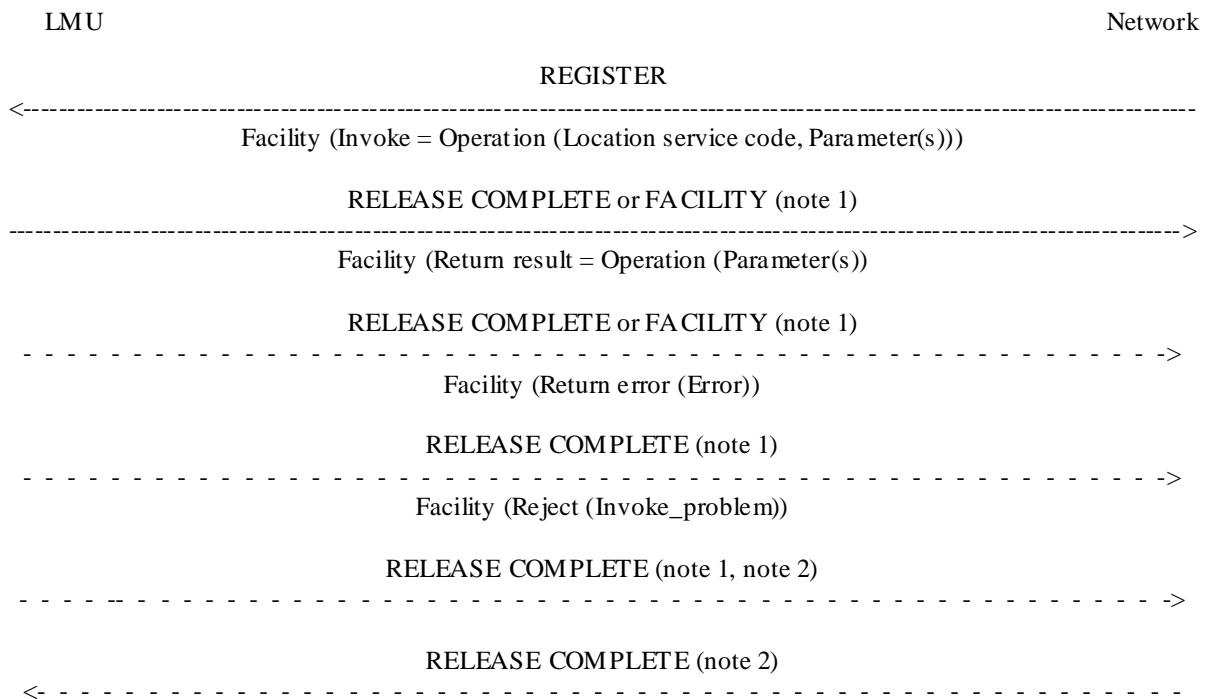 LMU Network
REGISTER
<------------------------------------------------------------------------------------------------------------------------------------------
Facility (Invoke = Operation (Location service code, Parameter(s)))
RELEASE COMPLETE or FACILITY (note 1)
------------------------------------------------------------------------------------------------------------------------------------------>
Facility (Return result = Operation (Parameter(s))
RELEASE COMPLETE or FACILITY (note 1)
- - - - - - - - - - - - - - - - - - - - - - - - - - - - - - - - - - - - - - - - - - - - - - - - - - - - ->
Facility (Return error (Error))
RELEASE COMPLETE (note 1)
- - - - - - - - - - - - - - - - - - - - - - - - - - - - - - - - - - - - - - - - - - - - - - - - - - - - ->
Facility (Reject (Invoke_problem))
RELEASE COMPLETE (note 1, note 2)
- - - - -- - - - - - - - - - - - - - - - - - - - - - - - - - - - - - - - - - - - - - - - - - - - - - - ->
RELEASE COMPLETE (note 2)
<- - - - - - - - - - - - - - - - - - - - - - - - - - - - - - - - - - - - - - - - - - - - - - - - - - - -